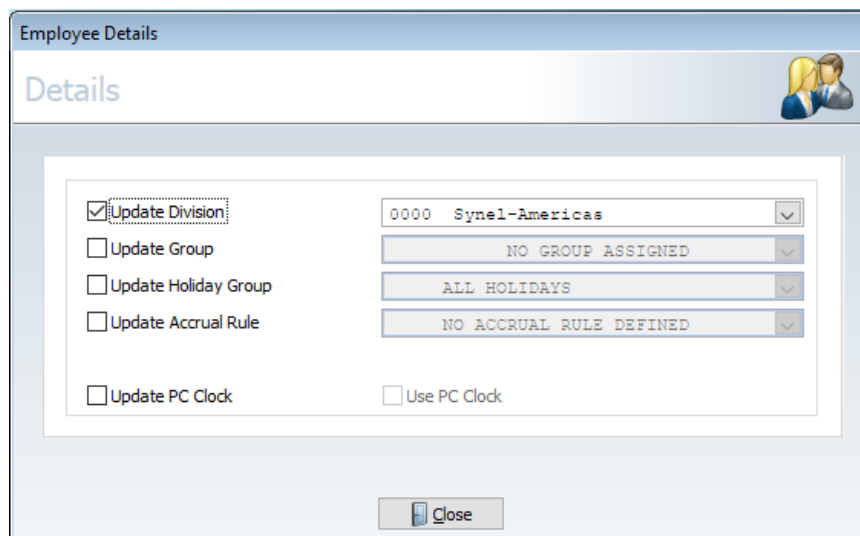 Employee Details
Details
Update Division 0000 Synel-Americas
Update Group NO GROUP ASSIGNED
Update Holiday Group ALL HOLIDAYS
Update Accrual Rule NO ACCRUAL RULE DEFINED
Update PC Clock Use PC Clock
Close